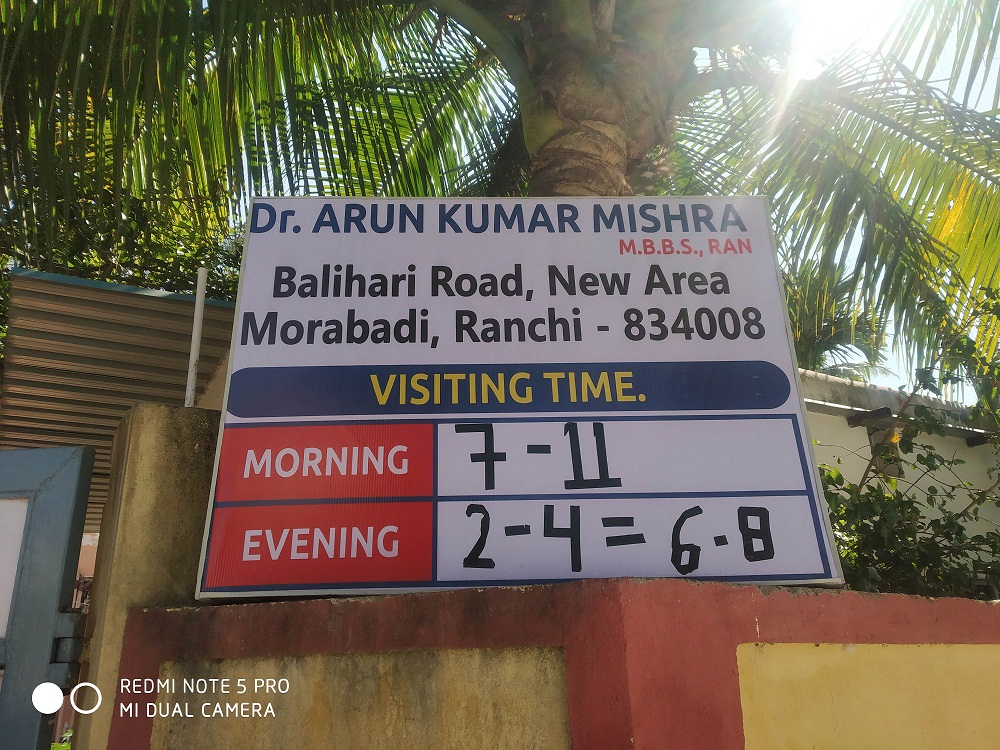 Dr. ARUN KUMAR MISHRA
M.B.B.S., RAN
Balihari Road, New Area
Morabadi, Ranchi - 834008
VISITING TIME.
MORNING 7 - 11
EVENING 2 - 4 = 6 . 8
REDMI NOTE 5 PRO
MI DUAL CAMERA